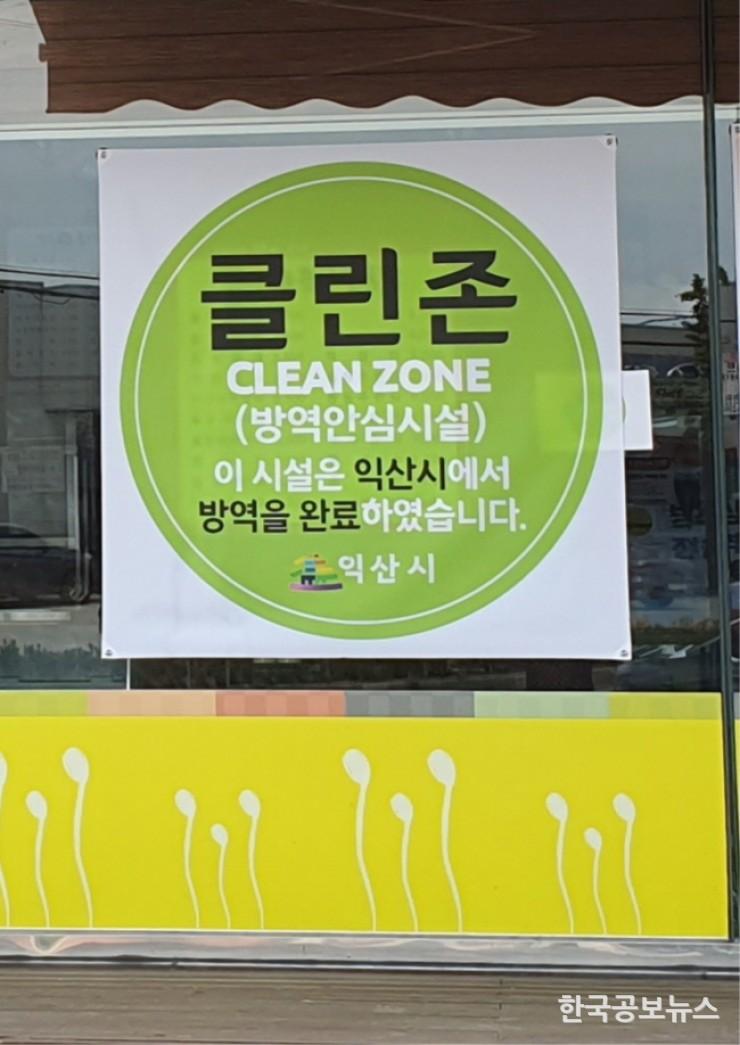 클린존
CLEAN ZONE
(방역안심시설)
이 시설은 익산시에서
방역을 완료하였습니다.
익산시
한국공보뉴스